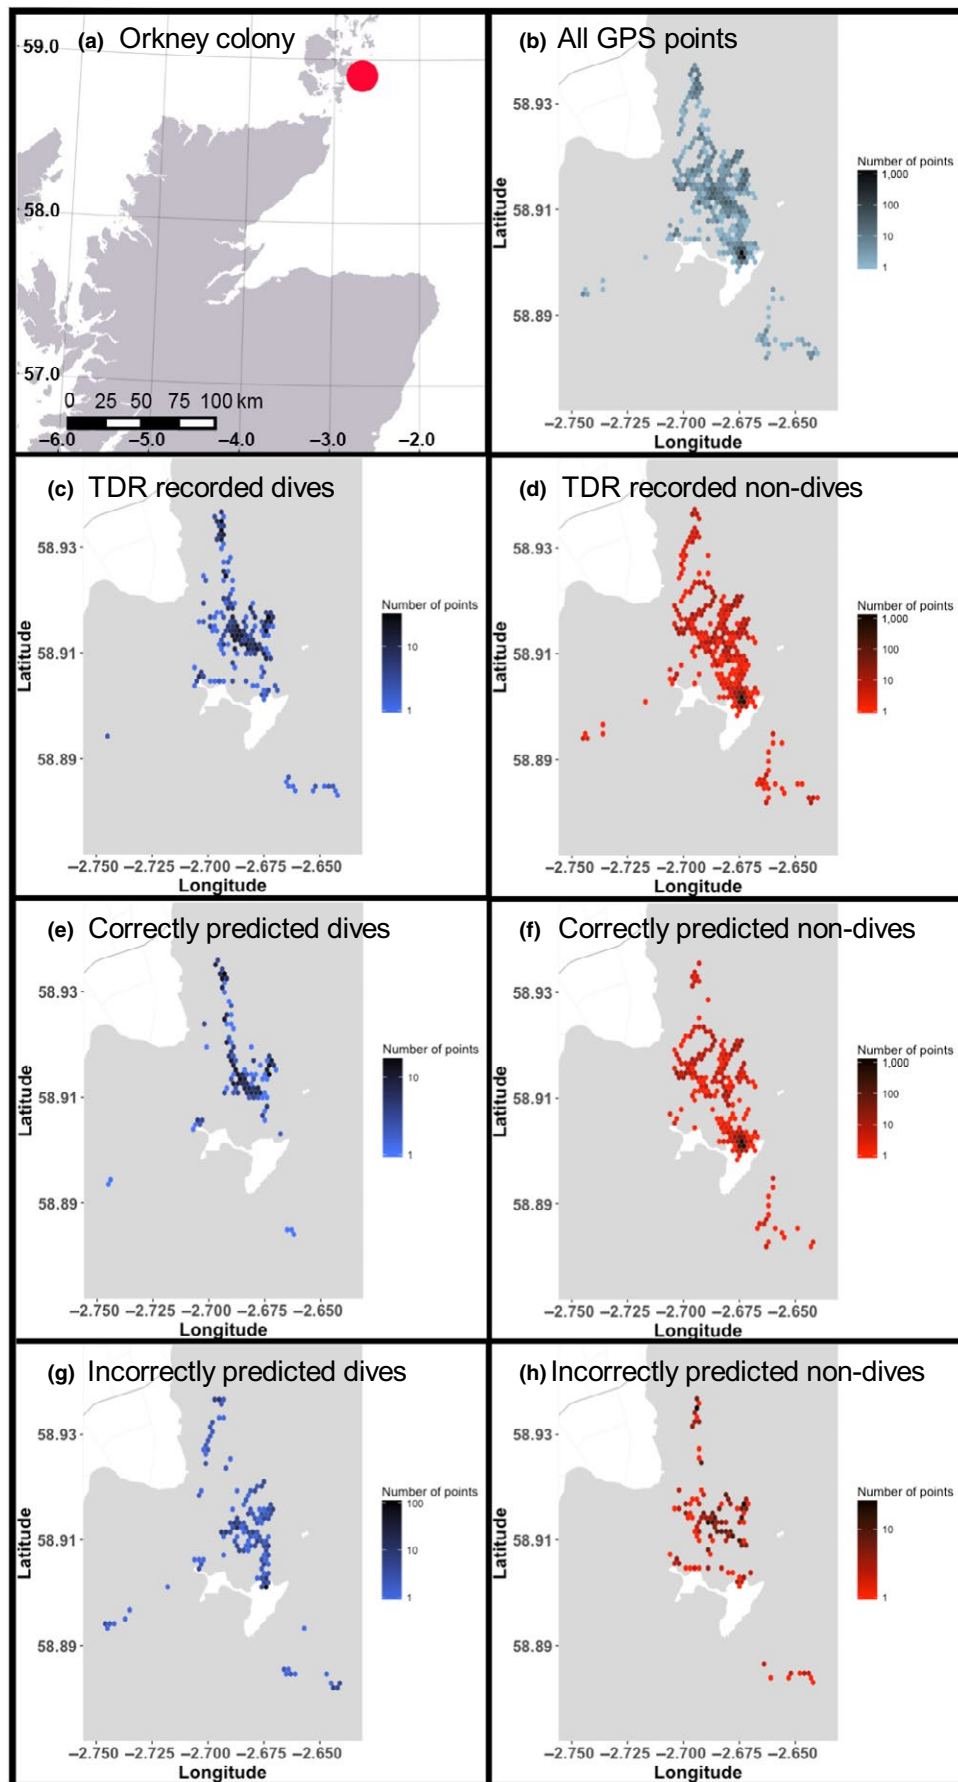 (a) Orkney colony
59.0
58.0
57.0
0 25 50 75 100 km
−6.0 −5.0 −4.0 −3.0 −2.0
(b) All GPS points
58.93
58.91
58.89
Latitude
−2.750 −2.725 −2.700 −2.675 −2.650
Longitude
Number of points
1,000
100
10
1
(c) TDR recorded dives
58.93
58.91
58.89
Latitude
−2.750 −2.725 −2.700 −2.675 −2.650
Longitude
Number of points
10
1
(d) TDR recorded non-dives
58.93
58.91
58.89
Latitude
−2.750 −2.725 −2.700 −2.675 −2.650
Longitude
Number of points
1,000
100
10
1
(e) Correctly predicted dives
58.93
58.91
58.89
Latitude
−2.750 −2.725 −2.700 −2.675 −2.650
Longitude
Number of points
10
1
(f) Correctly predicted non-dives
58.93
58.91
58.89
Latitude
−2.750 −2.725 −2.700 −2.675 −2.650
Longitude
Number of points
1,000
100
10
1
(g) Incorrectly predicted dives
58.93
58.91
58.89
Latitude
−2.750 −2.725 −2.700 −2.675 −2.650
Longitude
Number of points
100
10
1
(h) Incorrectly predicted non-dives
58.93
58.91
58.89
Latitude
−2.750 −2.725 −2.700 −2.675 −2.650
Longitude
Number of points
10
1